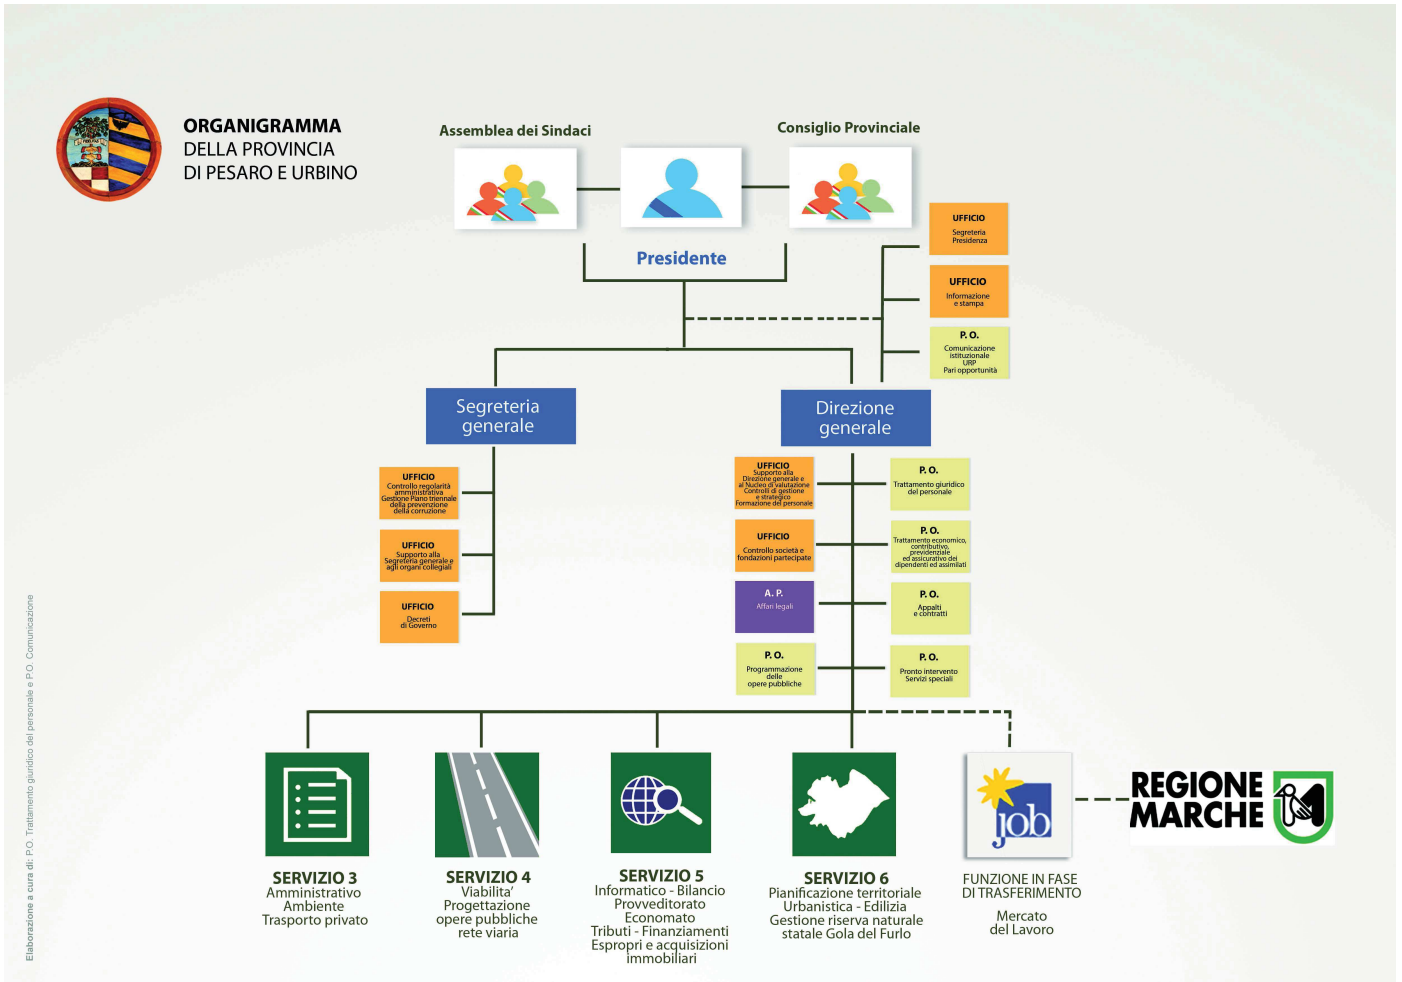 ORGANIGRAMMA
DELLA PROVINCIA
DI PESARO E URBINO
Assemblea dei Sindaci
Consiglio Provinciale
Presidente
UFFICIO
Segreteria
Presidenza
UFFICIO
Informazione
e stampa
P. O.
Comunicazione
istituzionale
URP
Pari opportunità
Segreteria
generale
Direzione
generale
UFFICIO
Controllo regolarità
amministrativa
Gestione Piano triennale
della prevenzione
della corruzione
UFFICIO
Supporto alla
Segreteria generale e
agli organi collegiali
UFFICIO
Decreti
di Governo
UFFICIO
Supporto alla
Direzione generale e
al Nucleo di valutazione
Controlli di gestione
e strategico
Formazione del personale
P. O.
Trattamento giuridico
del personale
UFFICIO
Controllo società e
fondazioni partecipate
P. O.
Trattamento economico,
contributivo,
previdenziale
ed assicurativo dei
dipendenti ed assimilati
A. P.
Affari legali
P. O.
Appalti
e contratti
P. O.
Programmazione
delle
opere pubbliche
P. O.
Pronto intervento
Servizi speciali
job
REGIONE
MARCHE
SERVIZIO 3
Amministrativo
Ambiente
Trasporto privato
SERVIZIO 4
Viabilita'
Progettazione
opere pubbliche
rete viaria
SERVIZIO 5
Informatico - Bilancio
Provveditorato
Economato
Tributi - Finanziamenti
Espropri e acquisizioni
immobiliari
SERVIZIO 6
Pianificazione territoriale
Urbanistica - Edilizia
Gestione riserva naturale
statale Gola del Furlo
FUNZIONE IN FASE
DI TRASFERIMENTO
Mercato
del Lavoro
Elaborazione a cura di: P.O. Trattamento giuridico del personale e P.O. Comunicazione